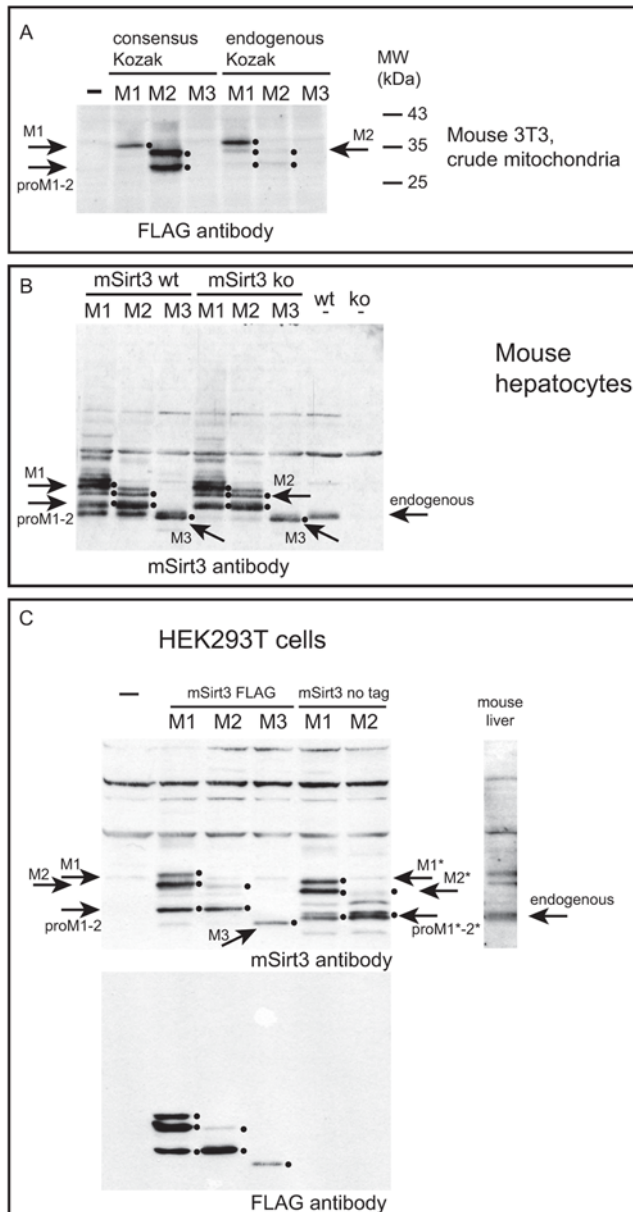 A
consensus endogenous
Kozak Kozak
MW
(kDa)
– M1 M2 M3 M1 M2 M3
43
M1
M2
35
Mouse 3T3,
crude mitochondria
proM1-2
25
FLAG antibody
B
mSirt3 wt mSirt3 ko
wt ko
M1 M2 M3 M1 M2 M3 - -
Mouse
hepatocytes
M1
M2
proM1-2
endogenous
M3 M3
mSirt3 antibody
C
HEK293T cells
– mSirt3 FLAG mSirt3 no tag
mouse
liver
M1 M2 M3 M1 M2
M2 M1
M1*
M2*
endogenous
proM1-2
M3
proM1*-2*
mSirt3 antibody
FLAG antibody